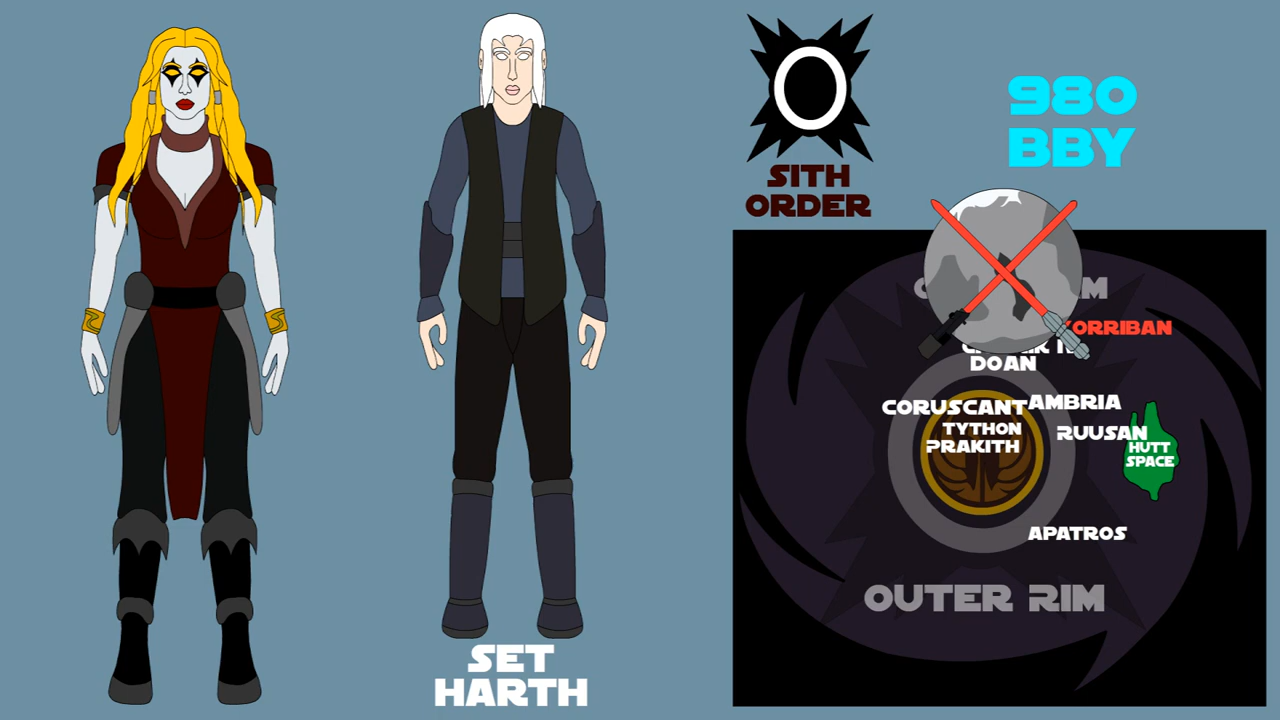 SITH
ORDER
980
BBY
KORRIBAN
DOAN
CORUSCANT
AMBRIA
TYTHON
RUUSAN
PRAKITH
HUTT
SPACE
APATROS
OUTER RIM
SET
HARTH